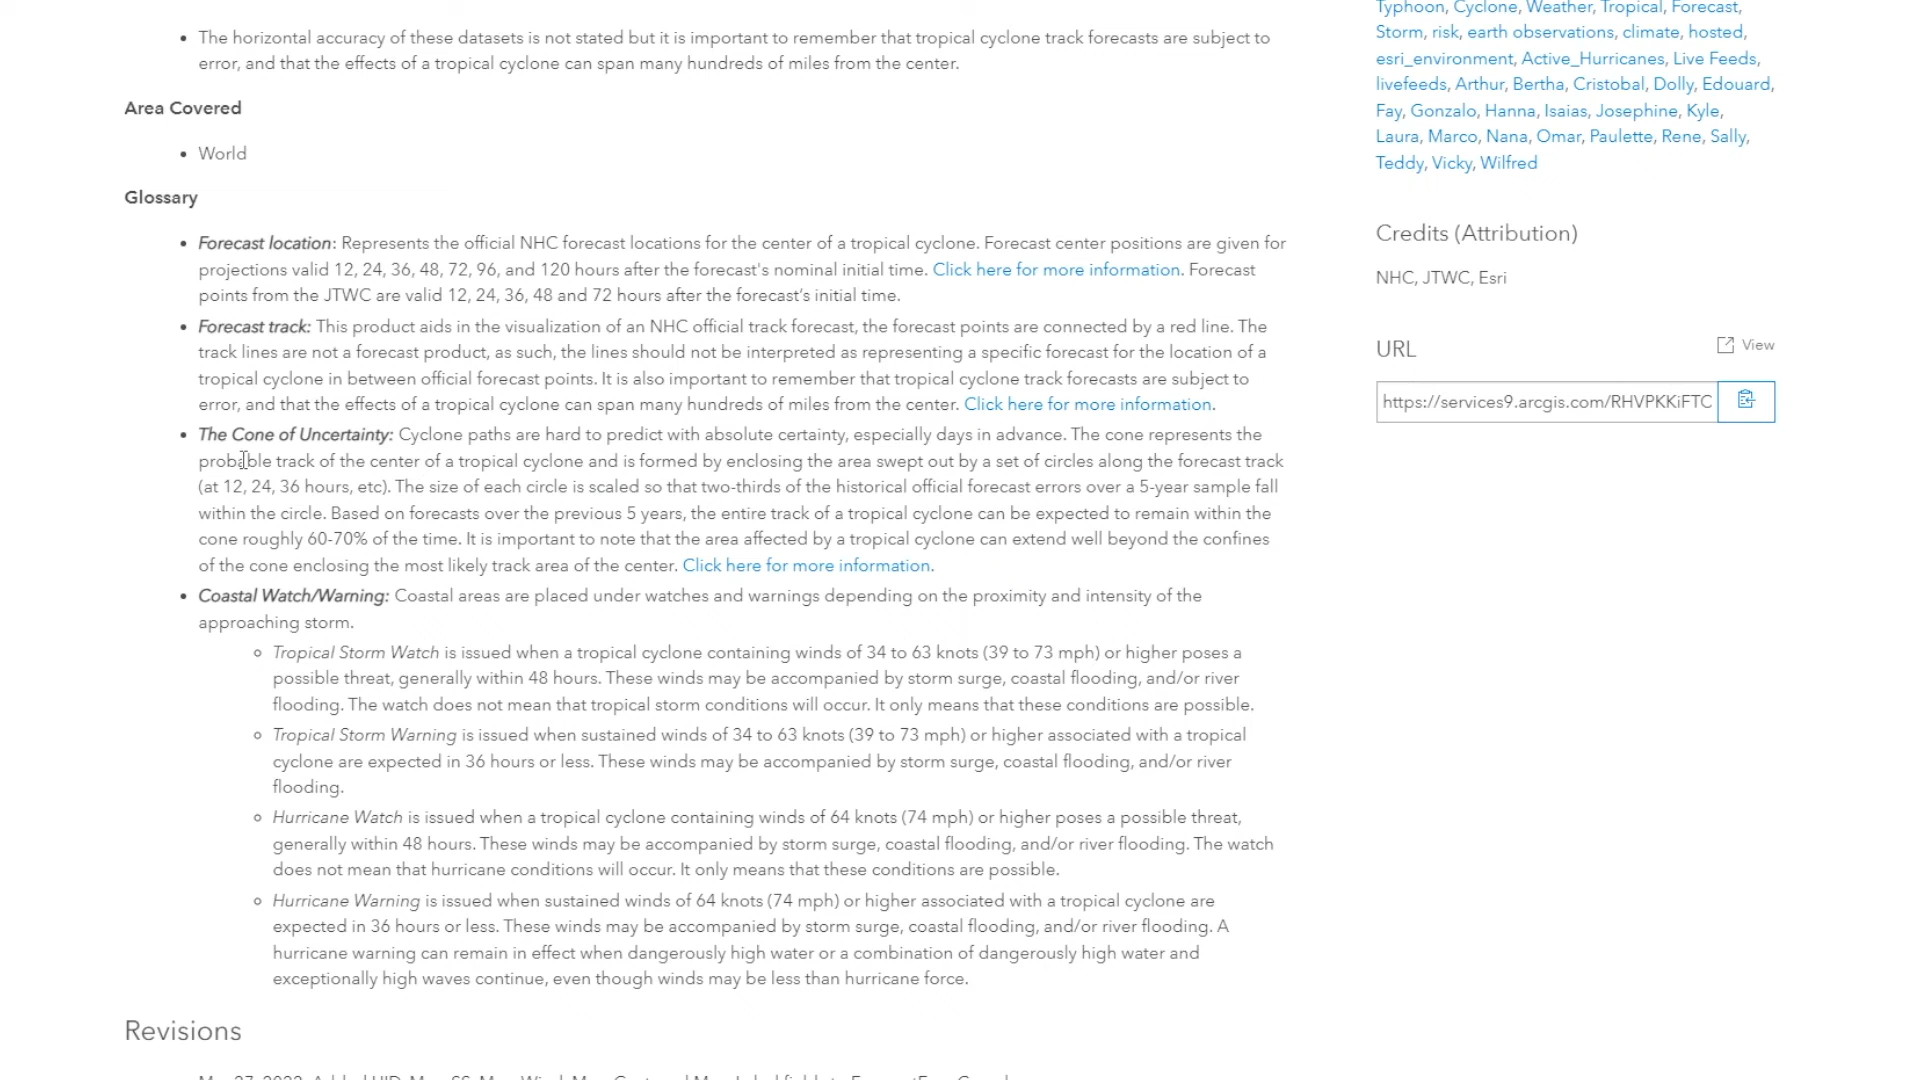 • The horizontal accuracy of these datasets is not stated but it is important to remember that tropical cyclone track forecasts are subject to
error, and that the effects of a tropical cyclone can span many hundreds of miles from the center.
Area Covered
• World
Glossary
• Forecast location: Represents the official NHC forecast locations for the center of a tropical cyclone. Forecast center positions are given for
projections valid 12, 24, 36, 48, 72, 96, and 120 hours after the forecast's nominal initial time. Click here for more information. Forecast
points from the JTWC are valid 12, 24, 36, 48 and 72 hours after the forecast’s initial time.
• Forecast track: This product aids in the visualization of an NHC official track forecast, the forecast points are connected by a red line. The
track lines are not a forecast product, as such, the lines should not be interpreted as representing a specific forecast for the location of a
tropical cyclone in between official forecast points. It is also important to remember that tropical cyclone track forecasts are subject to
error, and that the effects of a tropical cyclone can span many hundreds of miles from the center. Click here for more information.
• The Cone of Uncertainty: Cyclone paths are hard to predict with absolute certainty, especially days in advance. The cone represents the
probable track of the center of a tropical cyclone and is formed by enclosing the area swept out by a set of circles along the forecast track
(at 12, 24, 36 hours, etc). The size of each circle is scaled so that two-thirds of the historical official forecast errors over a 5-year sample fall
within the circle. Based on forecasts over the previous 5 years, the entire track of a tropical cyclone can be expected to remain within the
cone roughly 60-70% of the time. It is important to note that the area affected by a tropical cyclone can extend well beyond the confines
of the cone enclosing the most likely track area of the center. Click here for more information.
• Coastal Watch/Warning: Coastal areas are placed under watches and warnings depending on the proximity and intensity of the
approaching storm.
◦ Tropical Storm Watch is issued when a tropical cyclone containing winds of 34 to 63 knots (39 to 73 mph) or higher poses a
possible threat, generally within 48 hours. These winds may be accompanied by storm surge, coastal flooding, and/or river
flooding. The watch does not mean that tropical storm conditions will occur. It only means that these conditions are possible.
◦ Tropical Storm Warning is issued when sustained winds of 34 to 63 knots (39 to 73 mph) or higher associated with a tropical
cyclone are expected in 36 hours or less. These winds may be accompanied by storm surge, coastal flooding, and/or river
flooding.
◦ Hurricane Watch is issued when a tropical cyclone containing winds of 64 knots (74 mph) or higher poses a possible threat,
generally within 48 hours. These winds may be accompanied by storm surge, coastal flooding, and/or river flooding. The watch
does not mean that hurricane conditions will occur. It only means that these conditions are possible.
◦ Hurricane Warning is issued when sustained winds of 64 knots (74 mph) or higher associated with a tropical cyclone are
expected in 36 hours or less. These winds may be accompanied by storm surge, coastal flooding, and/or river flooding. A
hurricane warning can remain in effect when dangerously high water or a combination of dangerously high water and
exceptionally high waves continue, even though winds may be less than hurricane force.
Revisions
Typhoon, Cyclone, Weather, Tropical, Forecast,
Storm, risk, earth observations, climate, hosted,
esri_environment, Active_Hurricanes, Live Feeds,
livefeeds, Arthur, Bertha, Cristobal, Dolly, Edouard,
Fay, Gonzalo, Hanna, Isaias, Josephine, Kyle,
Laura, Marco, Nana, Omar, Paulette, Rene, Sally,
Teddy, Vicky, Wilfred
Credits (Attribution)
NHC, JTWC, Esri
URL
View
https://services9.arcgis.com/RHVPKKiFTC